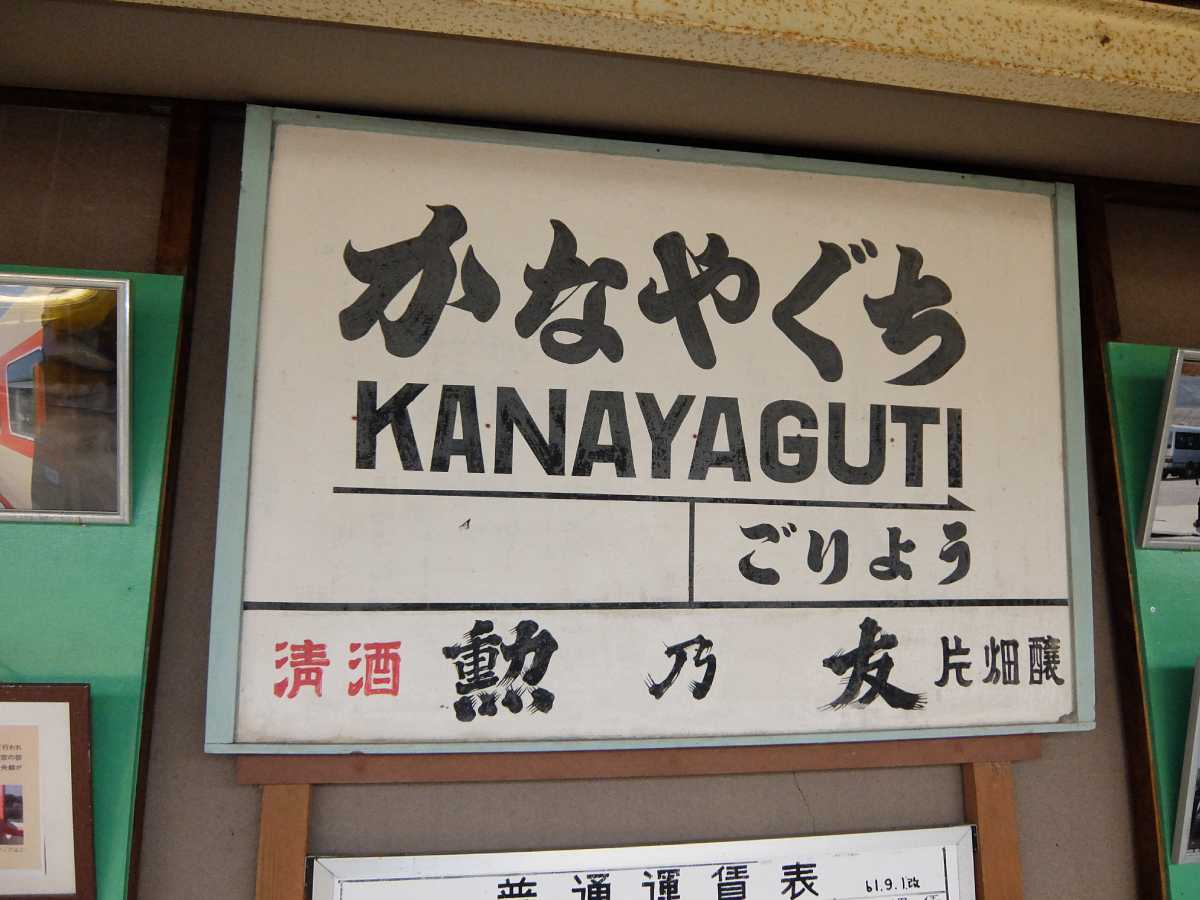 かなやぐち
KANAYAGUTI
ごりよう
清酒 勲乃友 片畑醸
普通運賃表 61.9.1改